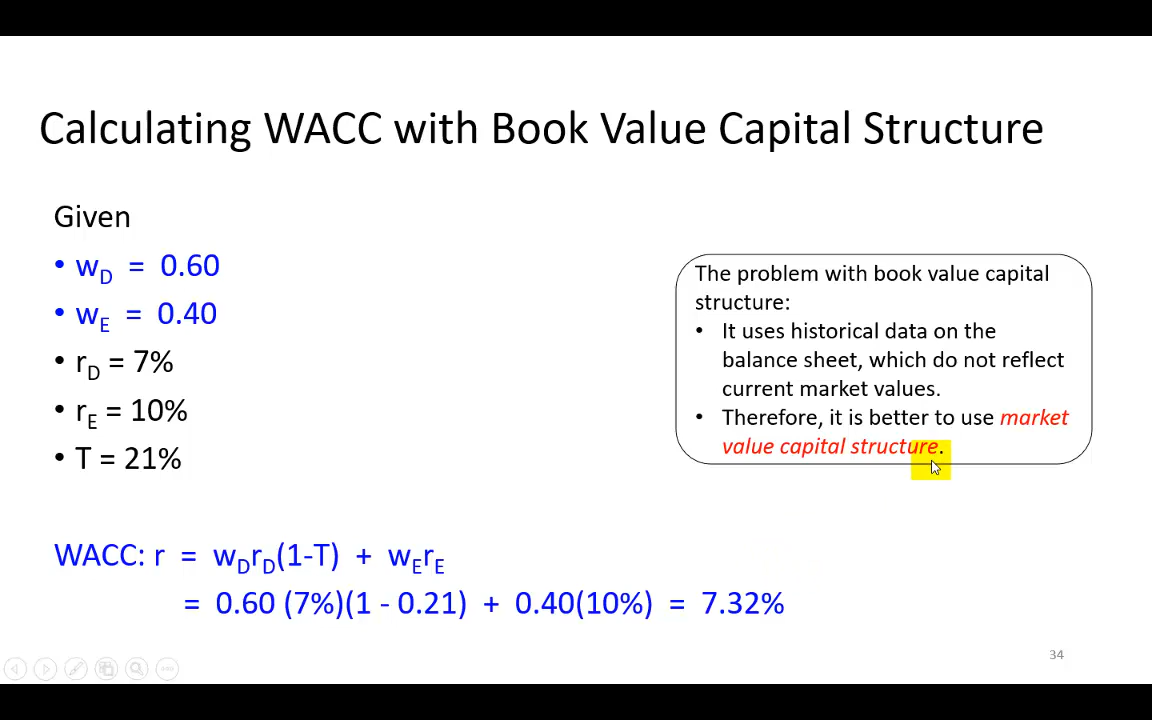 Calculating WACC with Book Value Capital Structure
Given
• wD = 0.60
• wE = 0.40
• rD = 7%
• rE = 10%
• T = 21%
The problem with book value capital
structure:
• It uses historical data on the
balance sheet, which do not reflect
current market values.
• Therefore, it is better to use market
value capital structure.
WACC: r = wDrD(1-T) + wErE
= 0.60 (7%)(1 - 0.21) + 0.40(10%) = 7.32%
34